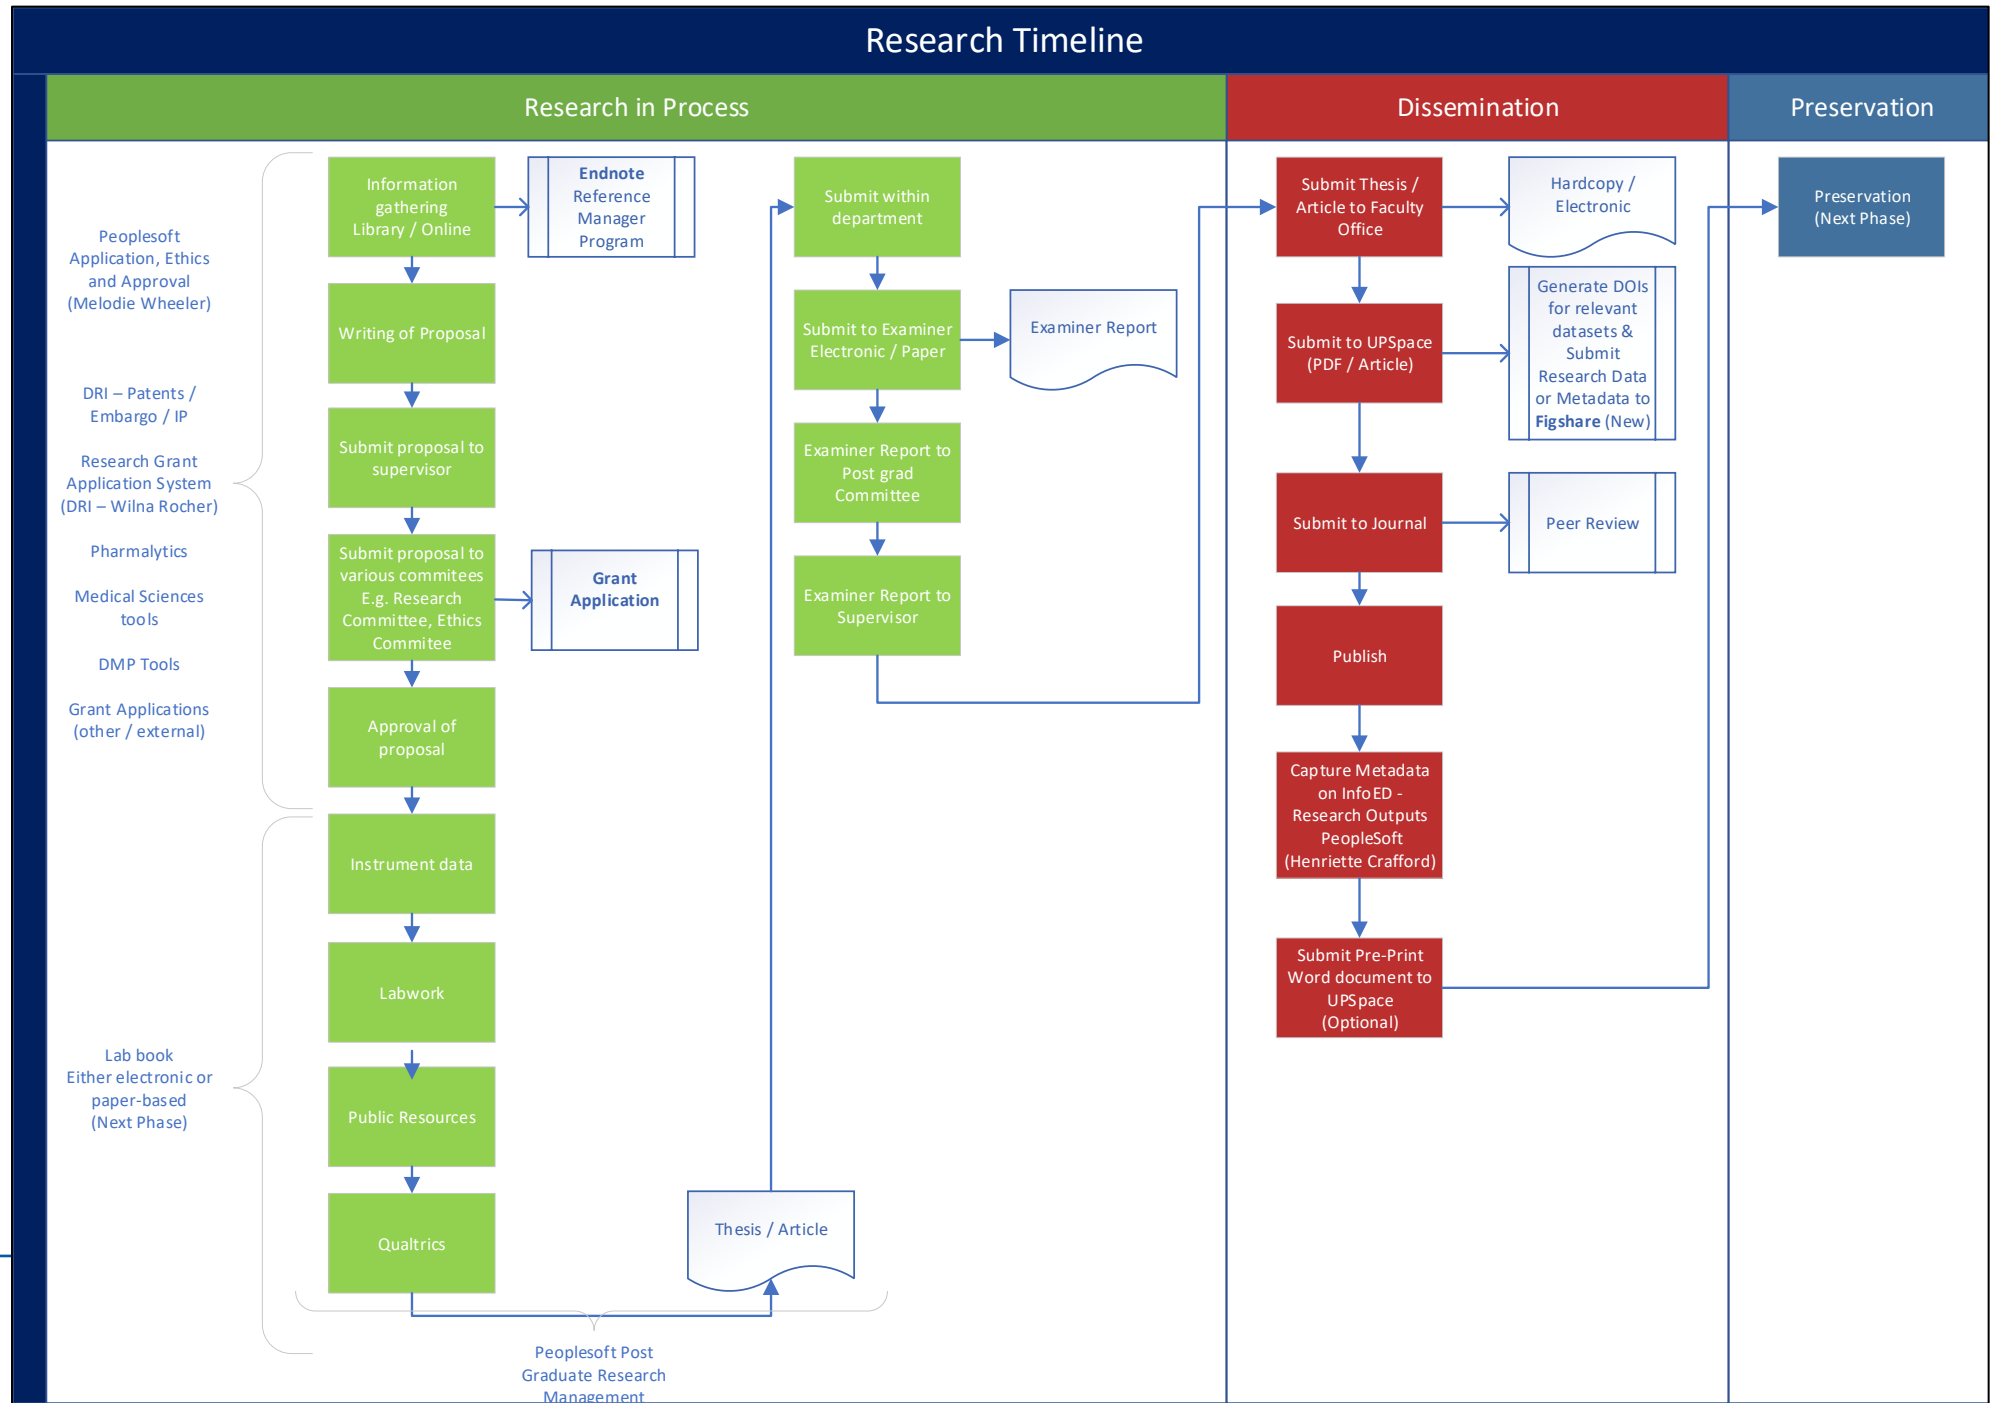 Research Timeline
Research in Process
Dissemination
Preservation
Peoplesoft
Application, Ethics
and Approval
(Melodie Wheeler)
DRI – Patents /
Embargo / IP
Research Grant
Application System
(DRI – Wilna Rocher)
Pharmalytics
Medical Sciences
tools
DMP Tools
Grant Applications
(other / external)
Lab book
Either electronic or
paper-based
(Next Phase)
Information
gathering
Library / Online
Endnote
Reference
Manager
Program
Writing of Proposal
Submit proposal to
supervisor
Submit proposal to
various commitees
E.g. Research
Committee, Ethics
Commitee
Grant
Application
Approval of
proposal
Instrument data
Labwork
Public Resources
Qualtrics
Thesis / Article
Peoplesoft Post
Graduate Research
Management
Submit within
department
Submit to Examiner
Electronic / Paper
Examiner Report
Examiner Report to
Post grad
Committee
Examiner Report to
Supervisor
Submit Thesis /
Article to Faculty
Office
Hardcopy /
Electronic
Submit to UPSpace
(PDF / Article)
Generate DOIs
for relevant
datasets &
Submit
Research Data
or Metadata to
Figshare (New)
Submit to Journal
Peer Review
Publish
Capture Metadata
on InfoED -
Research Outputs
PeopleSoft
(Henriette Crafford)
Submit Pre-Print
Word document to
UPSpace
(Optional)
Preservation
(Next Phase)